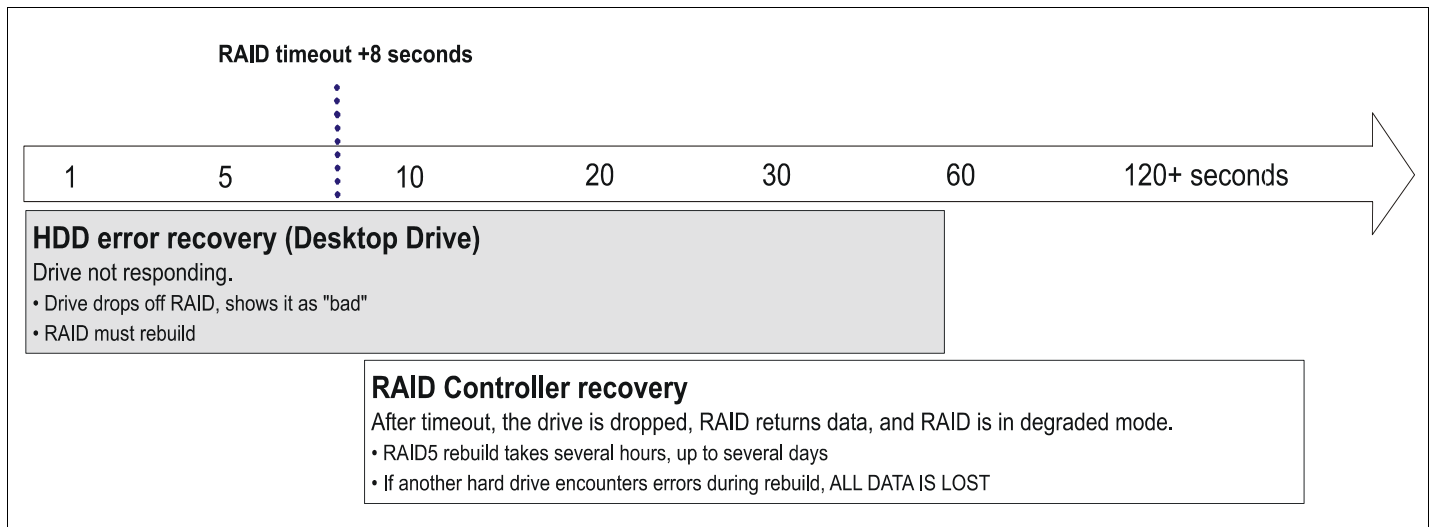 RAID timeout +8 seconds
1 5 10 20 30 60 120+ seconds
HDD error recovery (Desktop Drive)
Drive not responding.
• Drive drops off RAID, shows it as "bad"
• RAID must rebuild
RAID Controller recovery
After timeout, the drive is dropped, RAID returns data, and RAID is in degraded mode.
• RAID5 rebuild takes several hours, up to several days
• If another hard drive encounters errors during rebuild, ALL DATA IS LOST